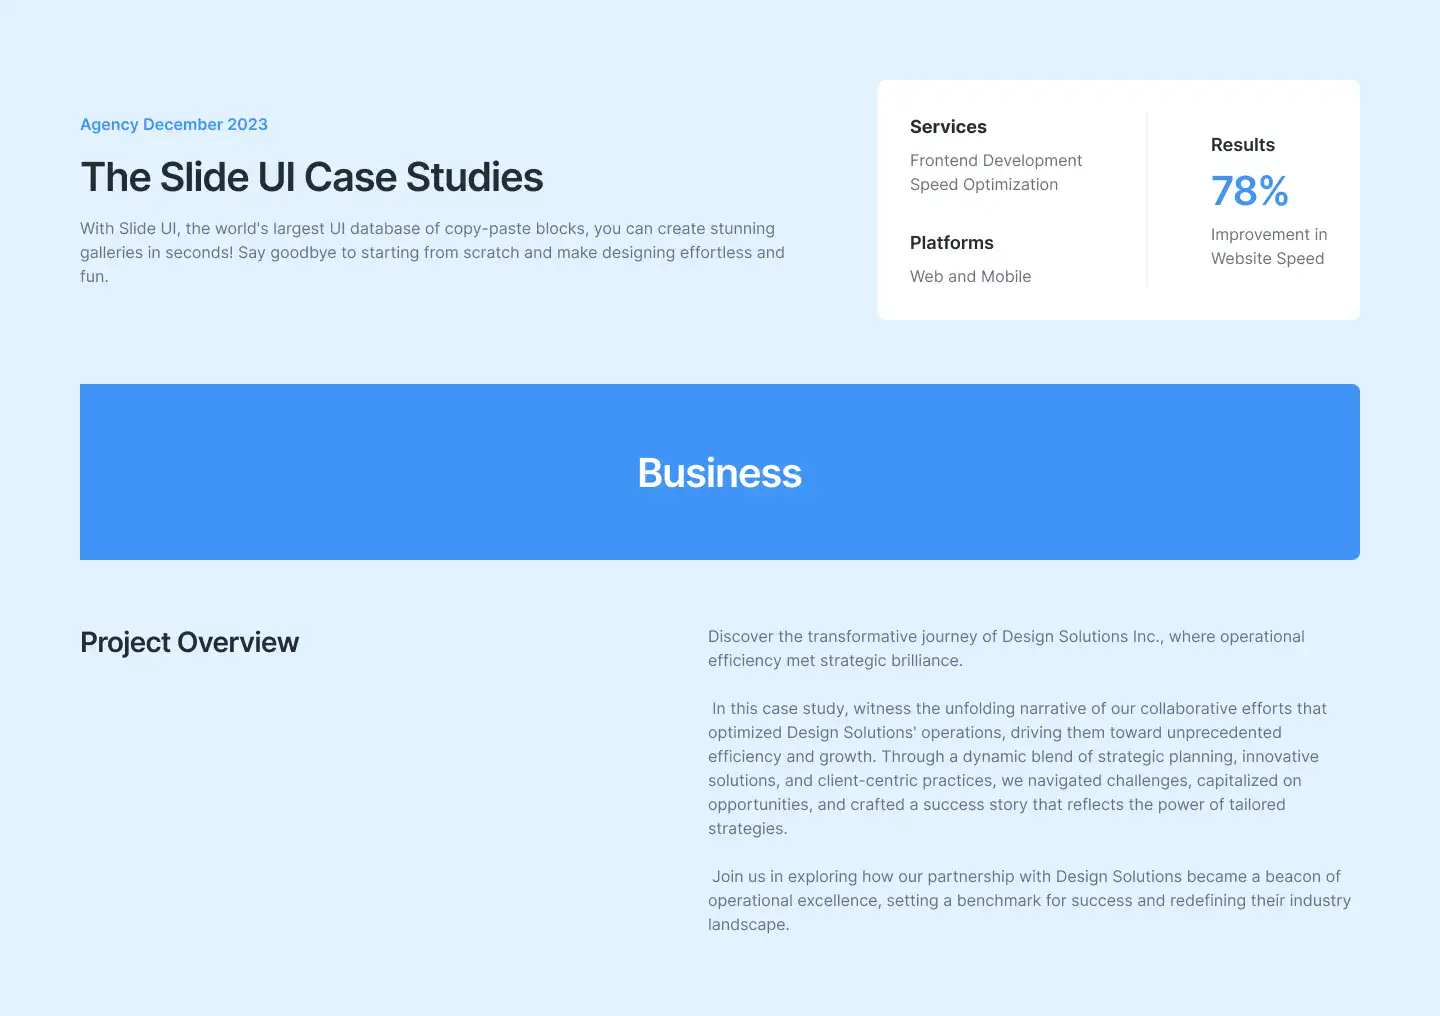 Agency December 2023
The Slide UI Case Studies
With Slide UI, the world's largest UI database of copy-paste blocks, you can create stunning
galleries in seconds! Say goodbye to starting from scratch and make designing effortless and
fun.
Services
Frontend Development
Speed Optimization
Platforms
Web and Mobile
Results
78%
Improvement in
Website Speed
Business
Project Overview
Discover the transformative journey of Design Solutions Inc., where operational
efficiency met strategic brilliance.
In this case study, witness the unfolding narrative of our collaborative efforts that
optimized Design Solutions' operations, driving them toward unprecedented
efficiency and growth. Through a dynamic blend of strategic planning, innovative
solutions, and client-centric practices, we navigated challenges, capitalized on
opportunities, and crafted a success story that reflects the power of tailored
strategies.
Join us in exploring how our partnership with Design Solutions became a beacon of
operational excellence, setting a benchmark for success and redefining their industry
landscape.